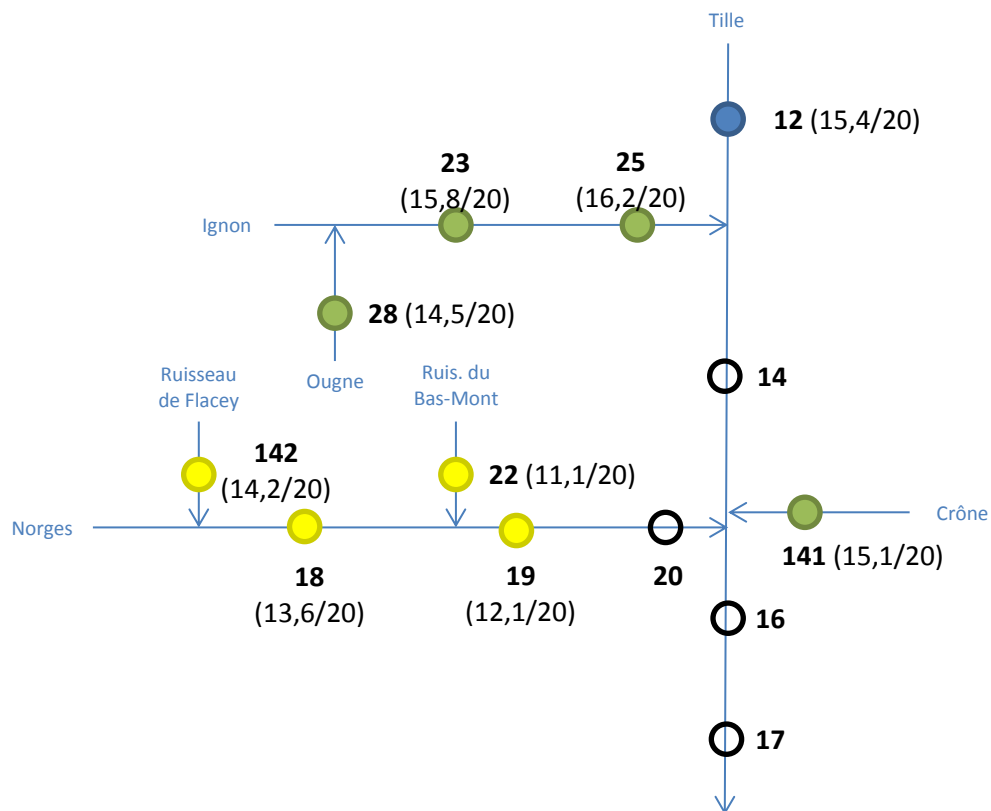 Tille
12 (15,4/20)
23
(15,8/20)
25
(16,2/20)
Ignon
28 (14,5/20)
Ougne
Ruisseau
de Flacey
Ruis. du
Bas-Mont
14
142
(14,2/20)
22 (11,1/20)
Norges
Crône
18
(13,6/20)
19
(12,1/20)
20
141 (15,1/20)
16
17